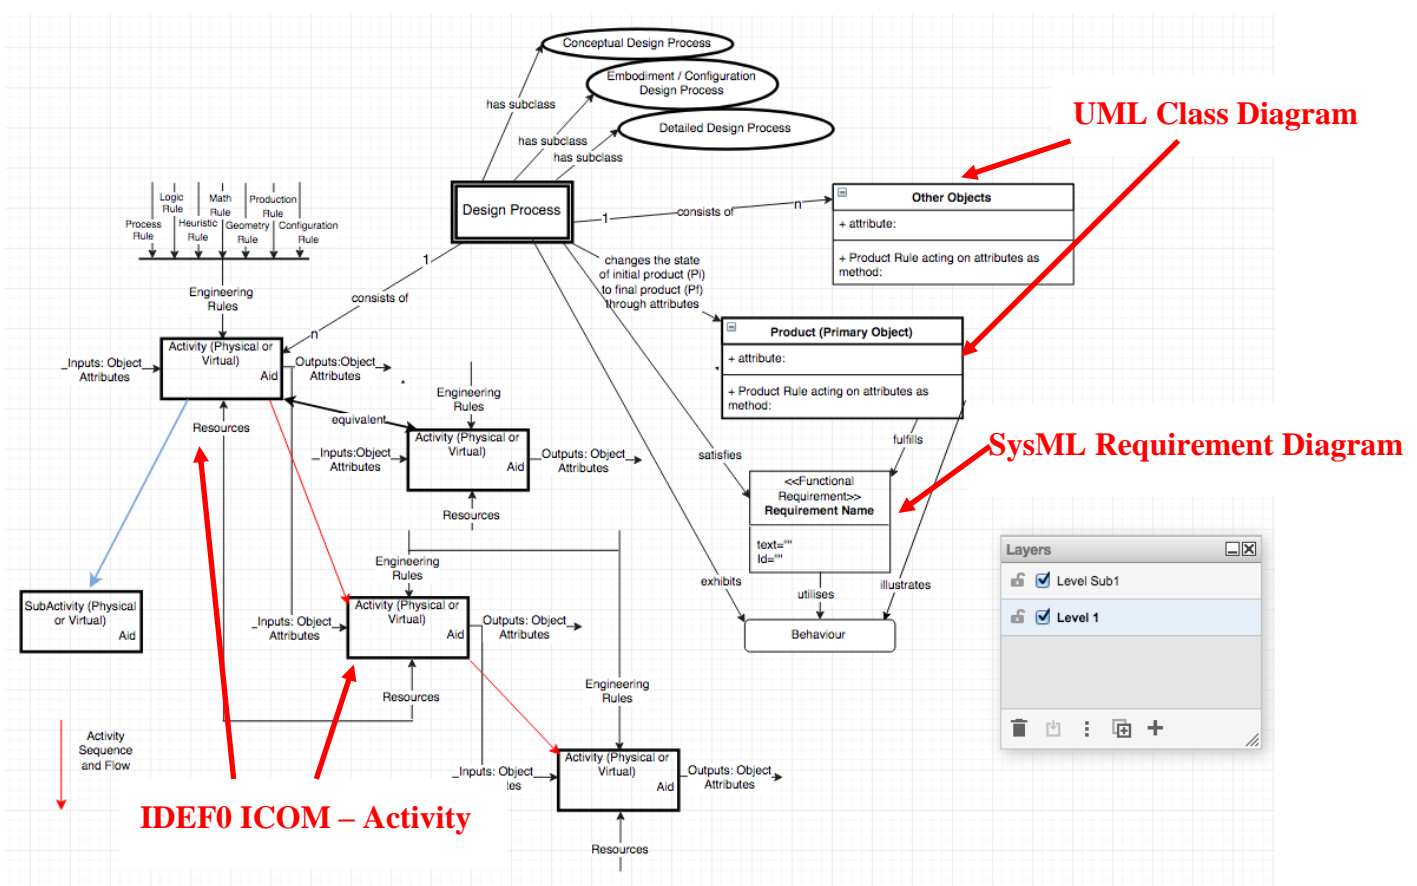 Conceptual Design Process
Embodiment / Configuration
Design Process
Detailed Design Process
has subclass
has subclass
has subclass
UML Class Diagram
Design Process
1
consists of
n
Other Objects
+ attribute:
+ Product Rule acting on attributes as
method:
Process
Rule
Logic
Rule
Heuristic
Rule
Math
Rule
Geometry
Rule
Production
Rule
Configuration
Rule
Engineering
Rules
1
consists of
n
changes the state
of initial product (Pi)
to final product (Pf)
through attributes
Product (Primary Object)
+ attribute:
+ Product Rule acting on attributes as
method:
Activity (Physical or
Virtual)
Aid
Inputs: Object
Attributes
Outputs:Object
Attributes
Resources
equivalent
Engineering
Rules
Activity (Physical or
Virtual)
Aid
Inputs:Object
Attributes
Outputs: Object
Attributes
Resources
satisfies
fulfills
SysML Requirement Diagram
<<Functional
Requirement>>
Requirement Name
text=""
Id=""
exhibits
utilises
illustrates
Behaviour
Layers
Level Sub1
Level 1
SubActivity (Physical
or Virtual)
Aid
Engineering
Rules
Activity (Physical or
Virtual)
Aid
Inputs: Object
Attributes
Outputs: Object
Attributes
Resources
Engineering
Rules
Activity (Physical or
Virtual)
Aid
Inputs: Object
tes
Outputs: Object
Attributes
Resources
Activity
Sequence
and Flow
IDEF0 ICOM – Activity